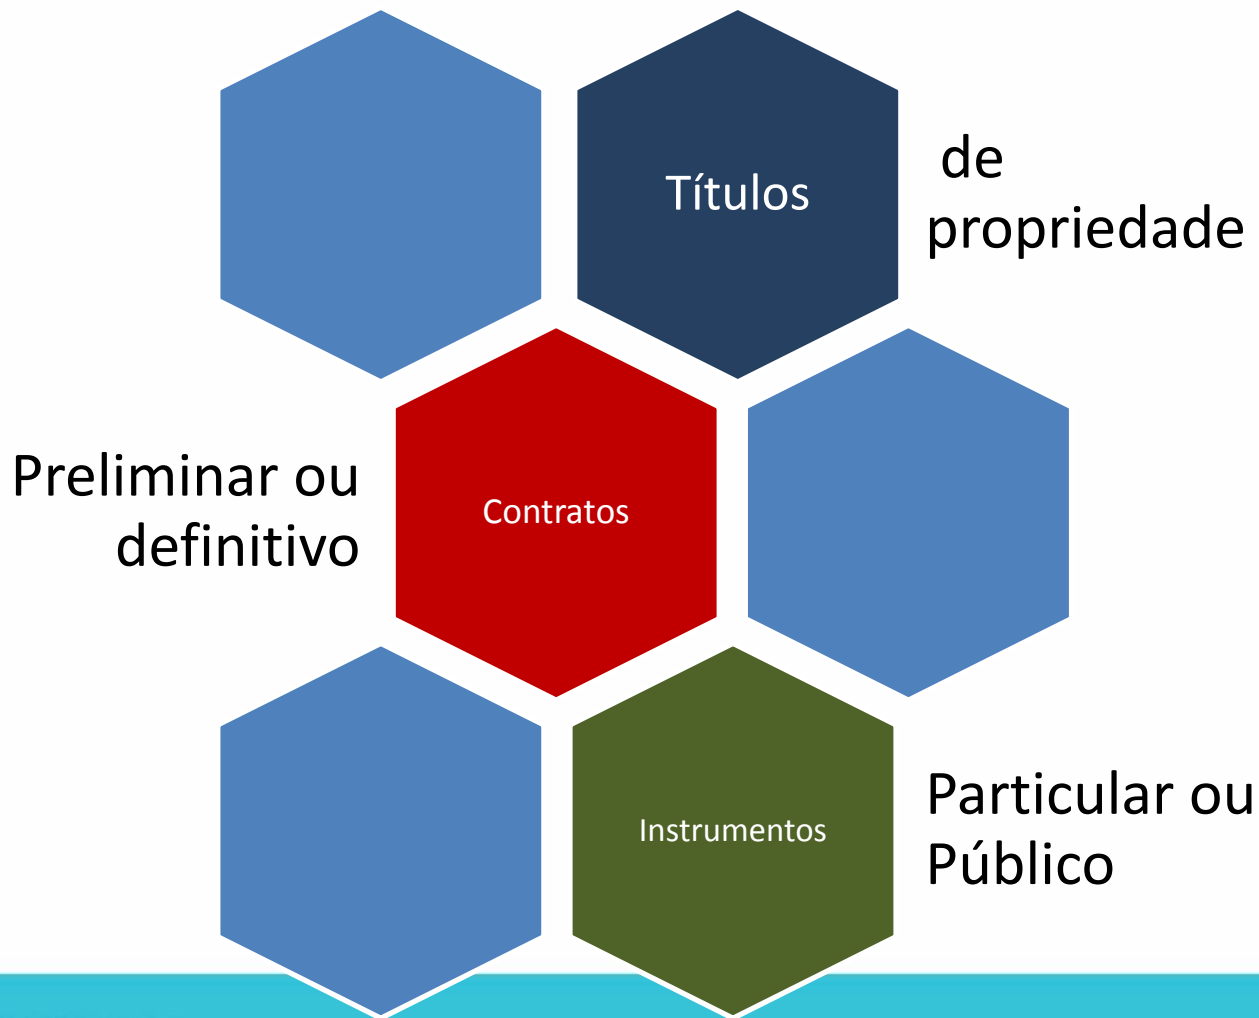 Títulos
de
propriedade
Preliminar ou
definitivo
Contratos
Instrumentos
Particular ou
Público